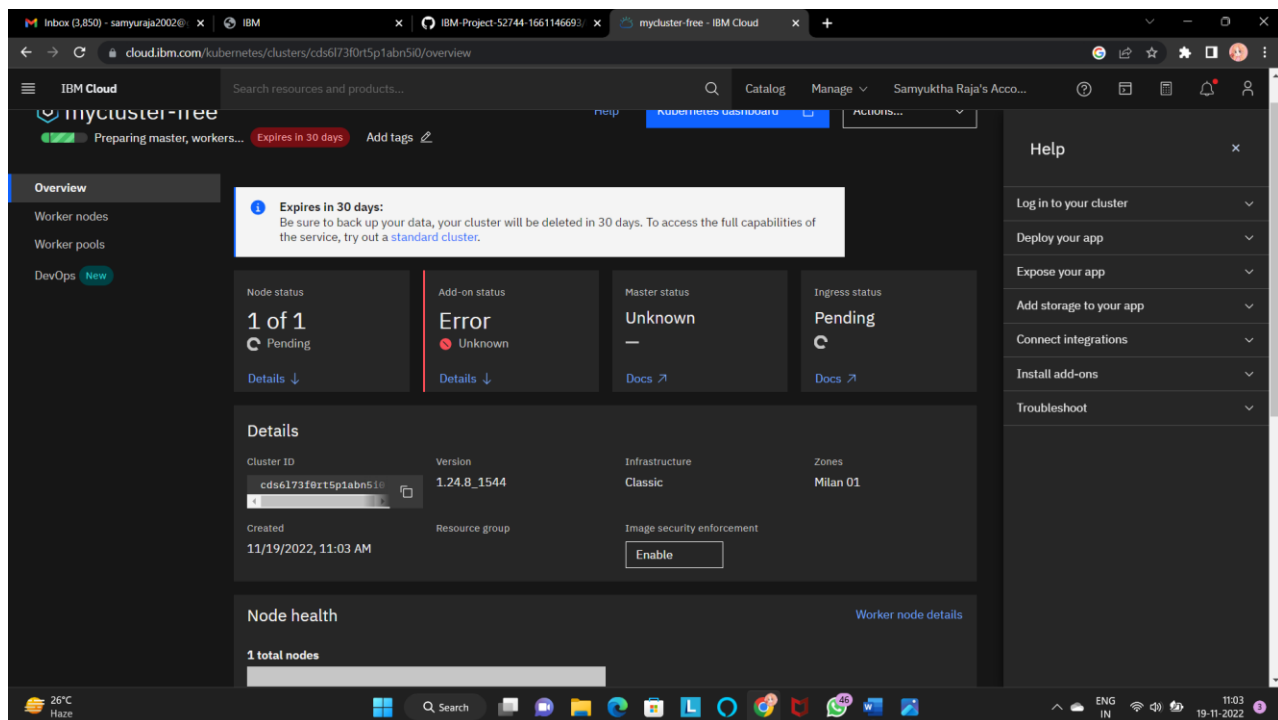 Inbox (3,850) - samyuraja2002@
IBM
IBM-Project-52744-1661146693/
mycluster-free - IBM Cloud
cloud.ibm.com/kubernetes/clusters/cds6l73f0rt5p1abn5i0/overview
IBM Cloud
Search resources and products...
Catalog
Manage
Samyuktha Raja's Acco...
mycluster-free
Help
Kubernetes dashboard
Actions...
Preparing master, workers...
Expires in 30 days
Add tags
Overview
Worker nodes
Worker pools
DevOps New
Expires in 30 days:
Be sure to back up your data, your cluster will be deleted in 30 days. To access the full capabilities of
the service, try out a standard cluster.
Node status
1 of 1
Pending
Details ↓
Add-on status
Error
Unknown
Details ↓
Master status
Unknown
—
Docs ↗
Ingress status
Pending
Docs ↗
Details
Cluster ID
cds6l73f0rt5p1abn5i0
Version
1.24.8_1544
Infrastructure
Classic
Zones
Milan 01
Created
11/19/2022, 11:03 AM
Resource group
Image security enforcement
Enable
Node health
Worker node details
1 total nodes
Help
Log in to your cluster
Deploy your app
Expose your app
Add storage to your app
Connect integrations
Install add-ons
Troubleshoot
26°C
Haze
Search
46
ENG
IN
11:03
19-11-2022
3